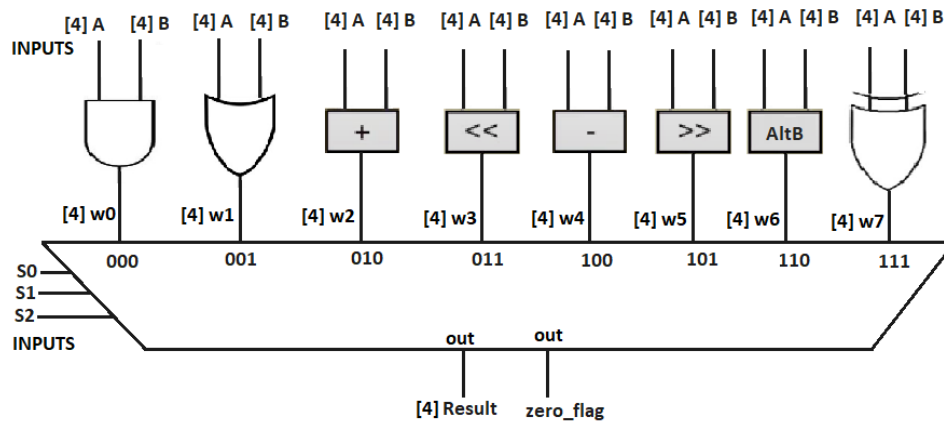 [4] A [4] B [4] A [4] B [4] A [4] B [4] A [4] B [4] A [4] B [4] A [4] B [4] A [4] B [4] A [4] B
INPUTS
+ << - >> AltB
[4] w0 [4] w1 [4] w2 [4] w3 [4] w4 [4] w5 [4] w6 [4] w7
000 001 010 011 100 101 110 111
S0
S1
S2
INPUTS
out out
[4] Result zero_flag